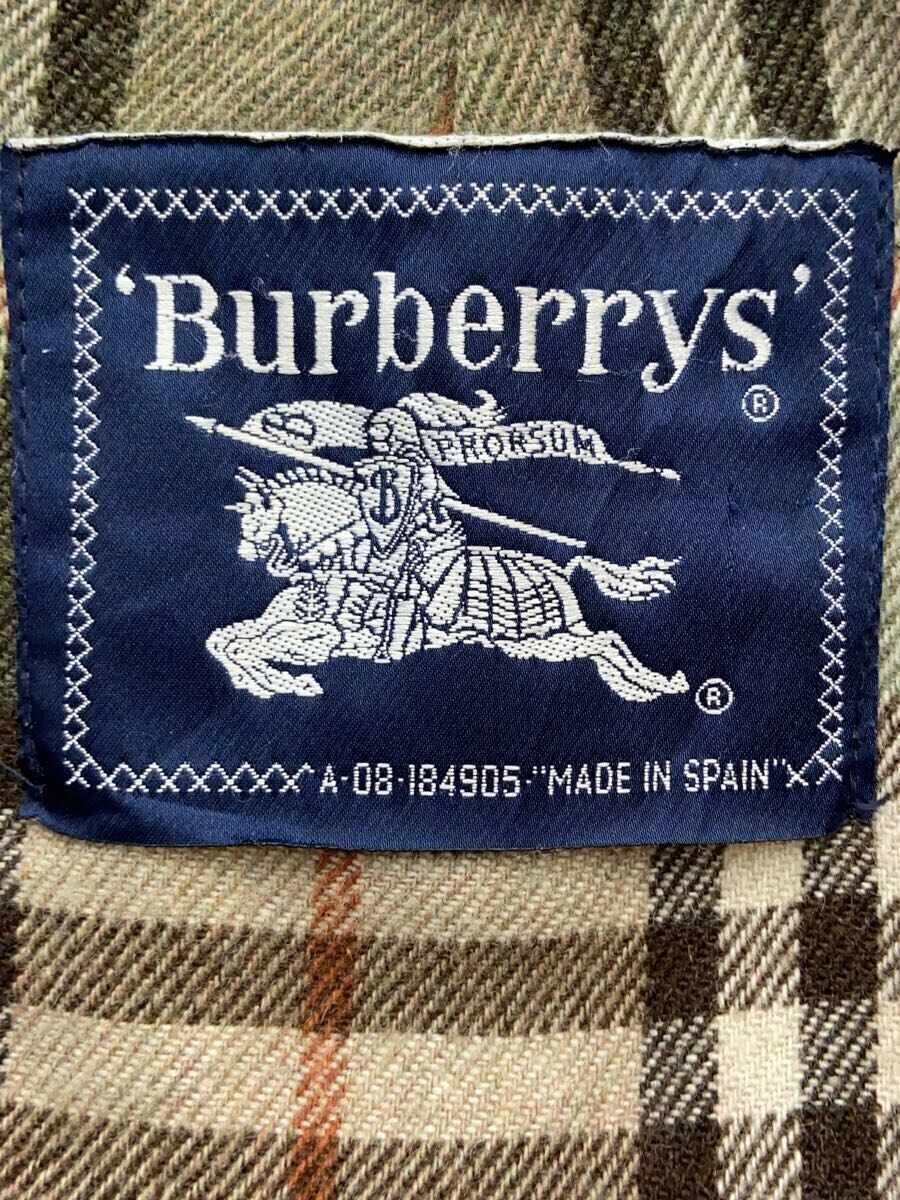 ‘Burberrys’
®
PRORSUM
B
®
A-08-184905-"MADE IN SPAIN"